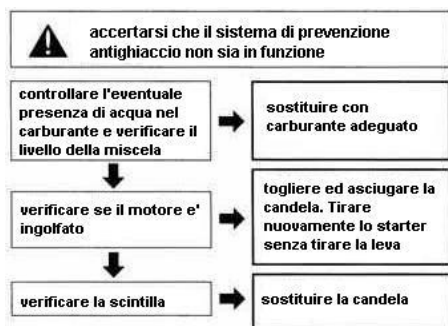 accertarsi che il sistema di prevenzione
antighiaccio non sia in funzione
controllare l'eventuale
presenza di acqua nel
carburante e verificare il
livello della miscela
sostituire con
carburante adeguato
verificare se il motore e'
ingolfato
togliere ed asciugare la
candela. Tirare
nuovamente lo starter
senza tirare la leva
verificare la scintilla
sostituire la candela